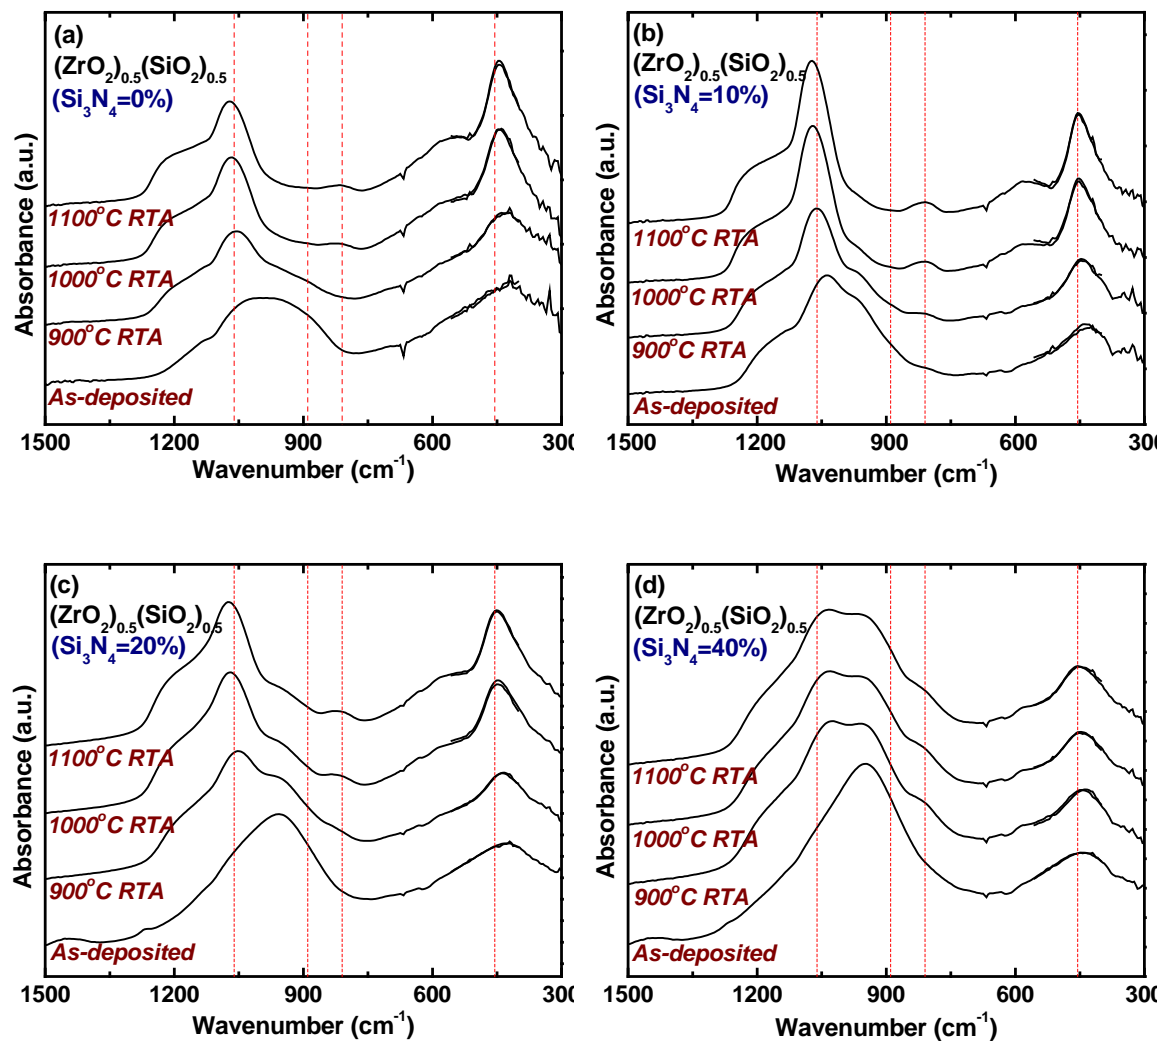 (a)
(ZrO2)0.5(SiO2)0.5
(Si3N4=0%)
1100°C RTA
1000°C RTA
900°C RTA
As-deposited
Absorbance (a.u.)
1500 1200 900 600 300
Wavenumber (cm-1)
(b)
(ZrO2)0.5(SiO2)0.5
(Si3N4=10%)
1100°C RTA
1000°C RTA
900°C RTA
As-deposited
Absorbance (a.u.)
1500 1200 900 600 300
Wavenumber (cm-1)
(c)
(ZrO2)0.5(SiO2)0.5
(Si3N4=20%)
1100°C RTA
1000°C RTA
900°C RTA
As-deposited
Absorbance (a.u.)
1500 1200 900 600 300
Wavenumber (cm-1)
(d)
(ZrO2)0.5(SiO2)0.5
(Si3N4=40%)
1100°C RTA
1000°C RTA
900°C RTA
As-deposited
Absorbance (a.u.)
1500 1200 900 600 300
Wavenumber (cm-1)